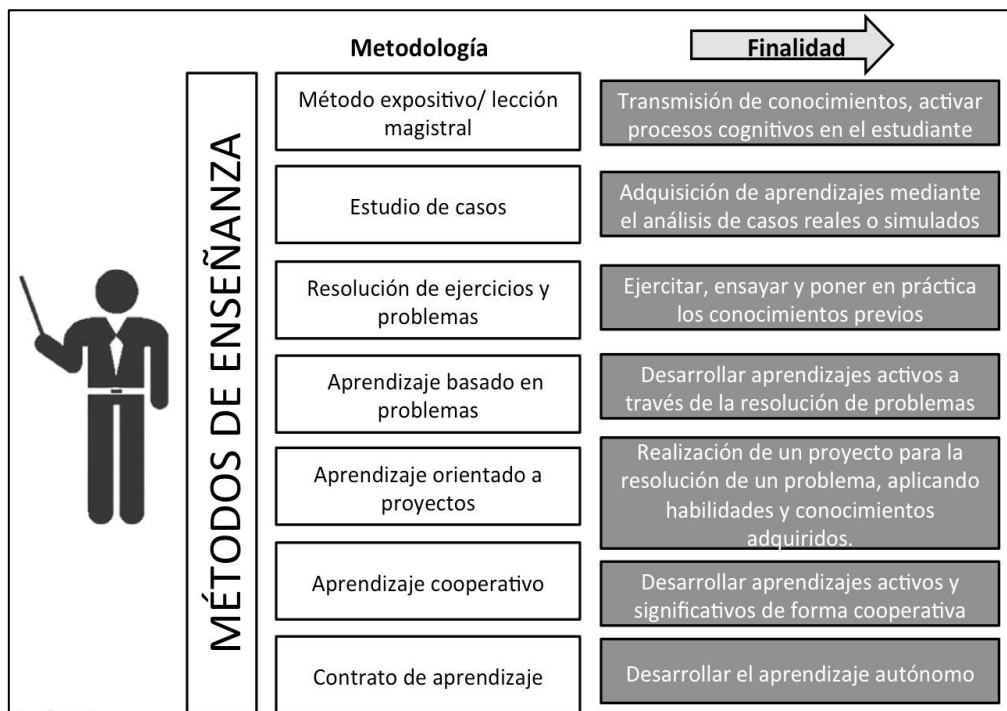 Metodología
Finalidad
MÉTODOS DE ENSEÑANZA
Método expositivo/ lección
magistral
Transmisión de conocimientos, activar
procesos cognitivos en el estudiante
Estudio de casos
Adquisición de aprendizajes mediante
el análisis de casos reales o simulados
Resolución de ejercicios y
problemas
Ejercitar, ensayar y poner en práctica
los conocimientos previos
Aprendizaje basado en
problemas
Desarrollar aprendizajes activos a
través de la resolución de problemas
Aprendizaje orientado a
proyectos
Realización de un proyecto para la
resolución de un problema, aplicando
habilidades y conocimientos
adquiridos.
Aprendizaje cooperativo
Desarrollar aprendizajes activos y
significativos de forma cooperativa
Contrato de aprendizaje
Desarrollar el aprendizaje autónomo